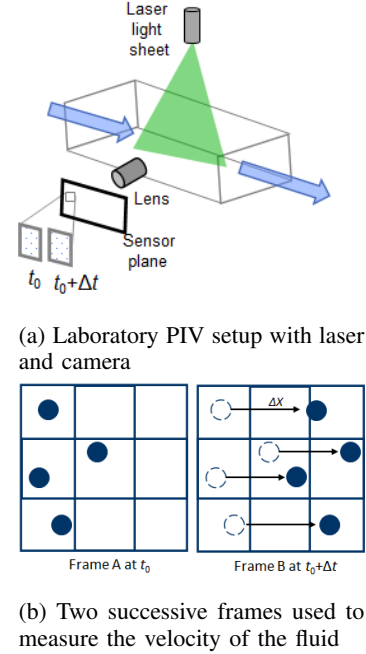 Laser
light
sheet
Lens
Sensor
plane
t₀ t₀+Δt
(a) Laboratory PIV setup with laser
and camera
ΔX
Frame A at t₀
Frame B at t₀+Δt
(b) Two successive frames used to
measure the velocity of the fluid